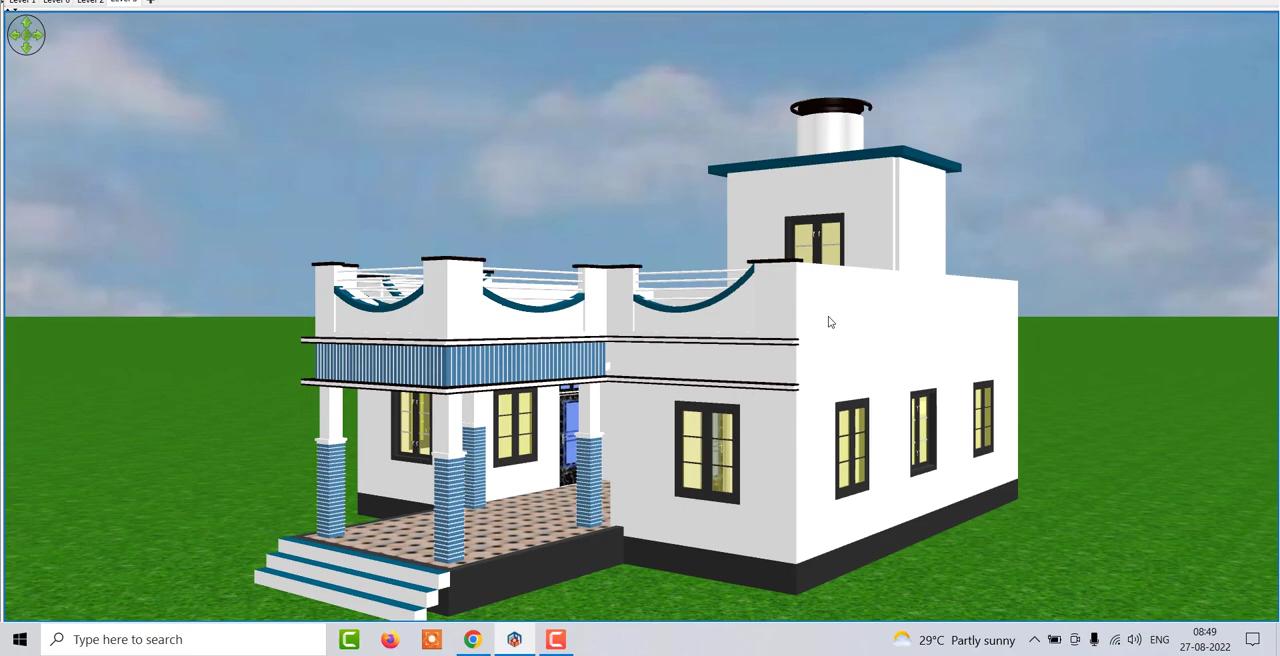 Level 1 Level 0 Level 2
Type here to search
29°C Partly sunny
ENG
08:49
27-08-2022